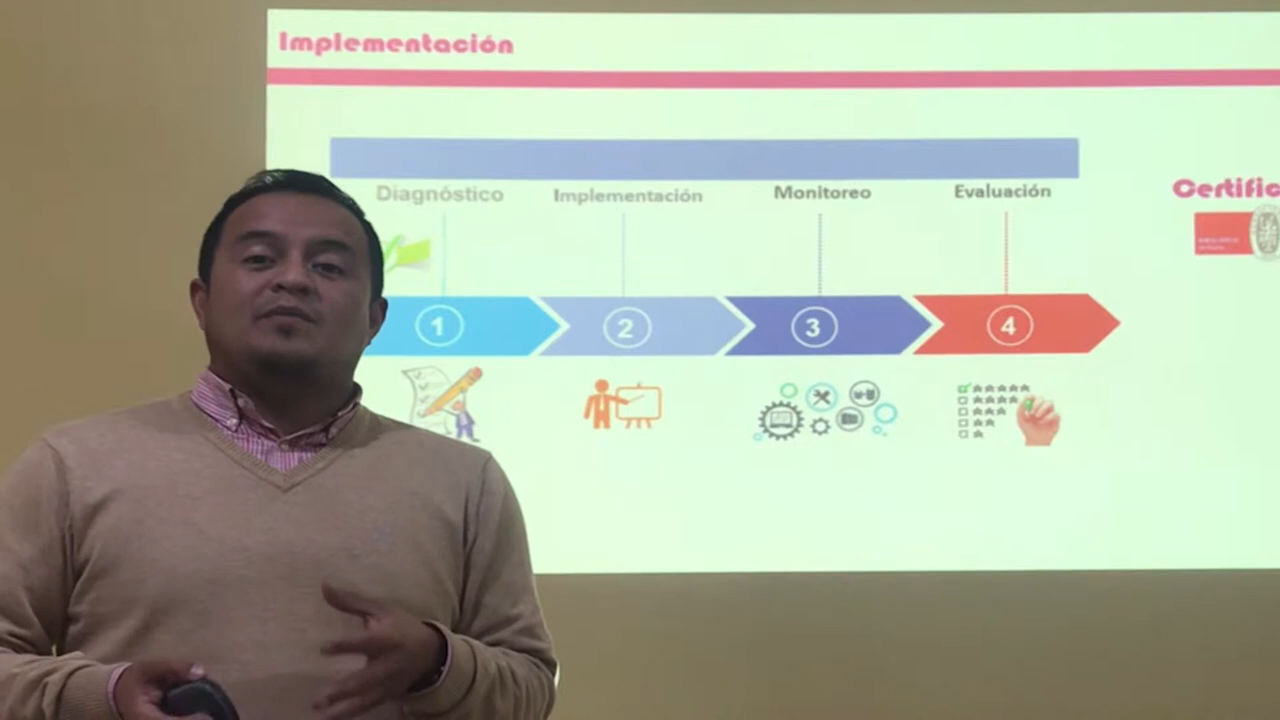 Implementación
Diagnóstico Implementación Monitoreo Evaluación
Certific
1 2 3 4